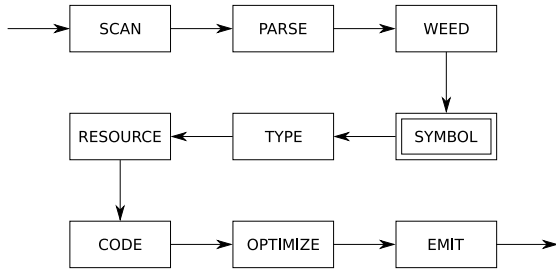 SCAN
PARSE
WEED
RESOURCE
TYPE
SYMBOL
CODE
OPTIMIZE
EMIT